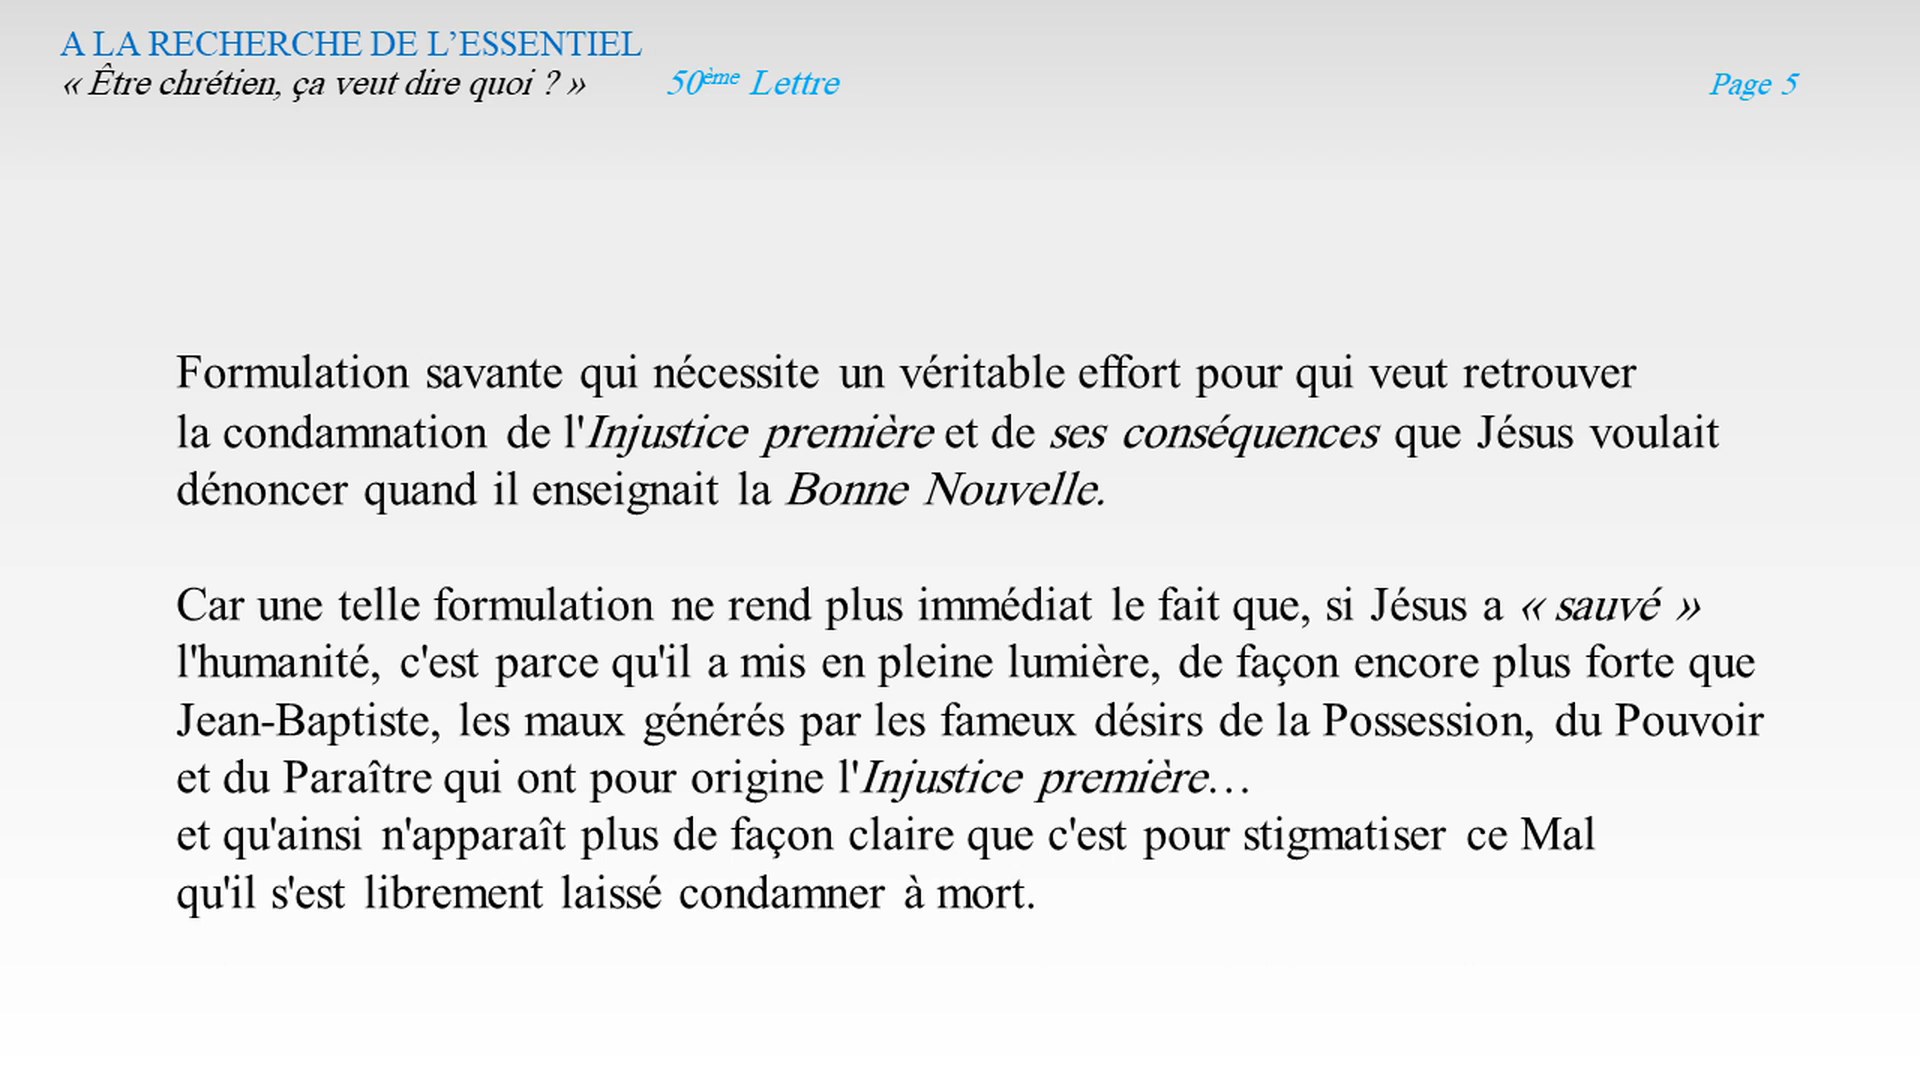 A LA RECHERCHE DE L’ESSENTIEL
« Être chrétien, ça veut dire quoi ? » 50ème Lettre Page 5
Formulation savante qui nécessite un véritable effort pour qui veut retrouver
la condamnation de l'Injustice première et de ses conséquences que Jésus voulait
dénoncer quand il enseignait la Bonne Nouvelle.
Car une telle formulation ne rend plus immédiat le fait que, si Jésus a « sauvé »
l'humanité, c'est parce qu'il a mis en pleine lumière, de façon encore plus forte que
Jean-Baptiste, les maux générés par les fameux désirs de la Possession, du Pouvoir
et du Paraître qui ont pour origine l'Injustice première…
et qu'ainsi n'apparaît plus de façon claire que c'est pour stigmatiser ce Mal
qu'il s'est librement laissé condamner à mort.